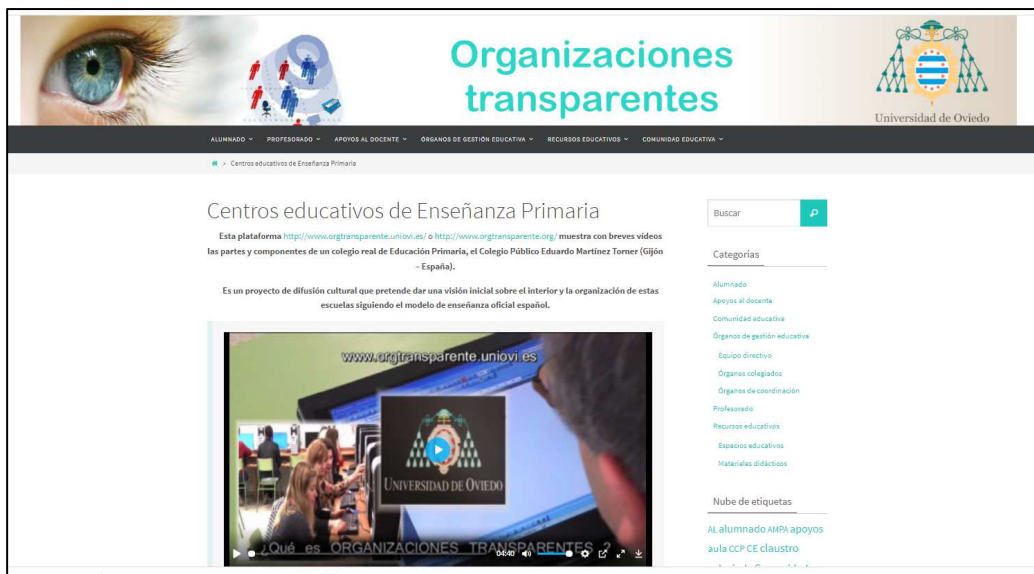 Organizaciones
transparentes
Universidad de Oviedo
ALUMNADO PROFESORADO APOYOS AL DOCENTE ÓRGANOS DE GESTIÓN EDUCATIVA RECURSOS EDUCATIVOS COMUNIDAD EDUCATIVA
> Centros educativos de Enseñanza Primaria
Centros educativos de Enseñanza Primaria
Esta plataforma http://www.orgtransparente.uniovi.es/ o http://www.orgtransparente.org/ muestra con breves vídeos
las partes y componentes de un colegio real de Educación Primaria, el Colegio Público Eduardo Martínez Torner (Gijón
– España).
Es un proyecto de difusión cultural que pretende dar una visión inicial sobre el interior y la organización de estas
escuelas siguiendo el modelo de enseñanza oficial español.
www.orgtransparente.uniovi.es
UNIVERSIDAD DE OVIEDO
¿Qué es ORGANIZACIONES TRANSPARENTES ?
04:40
Buscar
Categorías
Alumnado
Apoyos al docente
Comunidad educativa
Órganos de gestión educativa
Equipo directivo
Órganos colegiados
Órganos de coordinación
Profesorado
Recursos educativos
Espacios educativos
Materiales didácticos
Nube de etiquetas
AL alumnado AMPA apoyos
aula CCP CE claustro